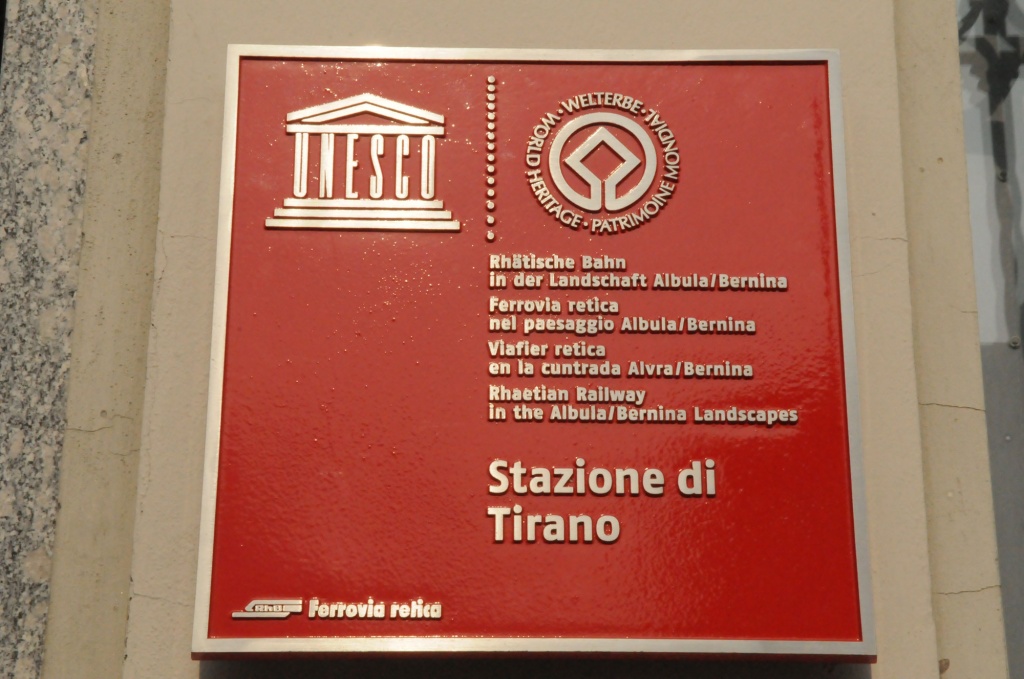 UNESCO
WORLD HERITAGE · WELTERBE · PATRIMOINE MONDIAL ·
Rhätische Bahn
in der Landschaft Albula/Bernina
Ferrovia retica
nel paesaggio Albula/Bernina
Viafier retica
en la cuntrada Alvra/Bernina
Rhaetian Railway
in the Albula/Bernina Landscapes
Stazione di
Tirano
RhB Ferrovia retica